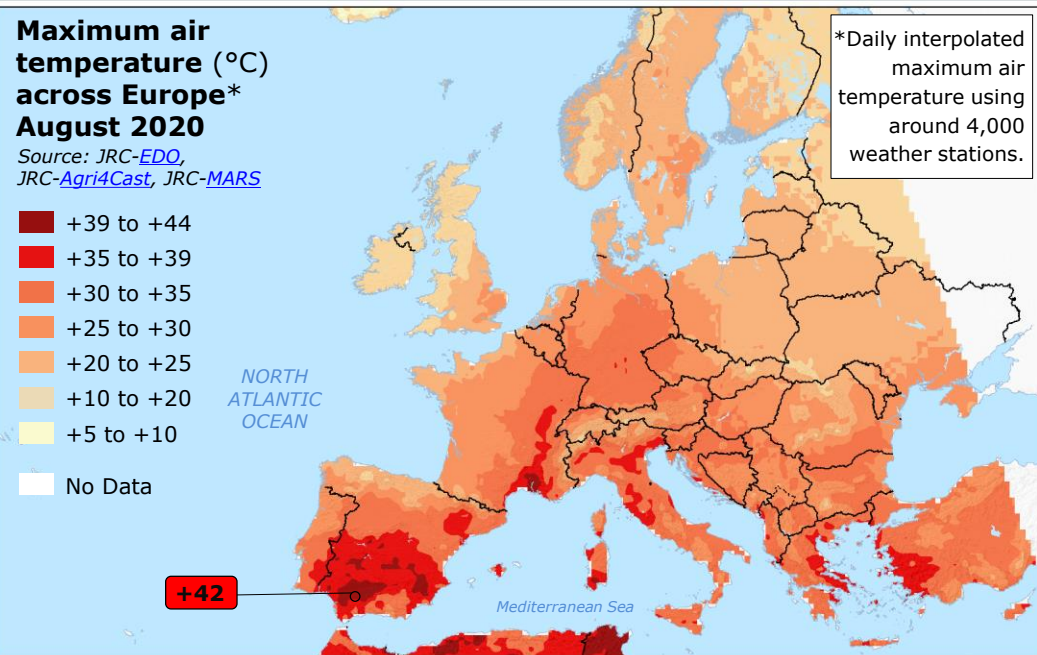 Maximum air
temperature (°C)
across Europe*
August 2020
Source: JRC-EDO,
JRC-Agri4Cast, JRC-MARS
+39 to +44
+35 to +39
+30 to +35
+25 to +30
+20 to +25
+10 to +20
+5 to +10
No Data
*Daily interpolated
maximum air
temperature using
around 4,000
weather stations.
NORTH
ATLANTIC
OCEAN
+42
Mediterranean Sea